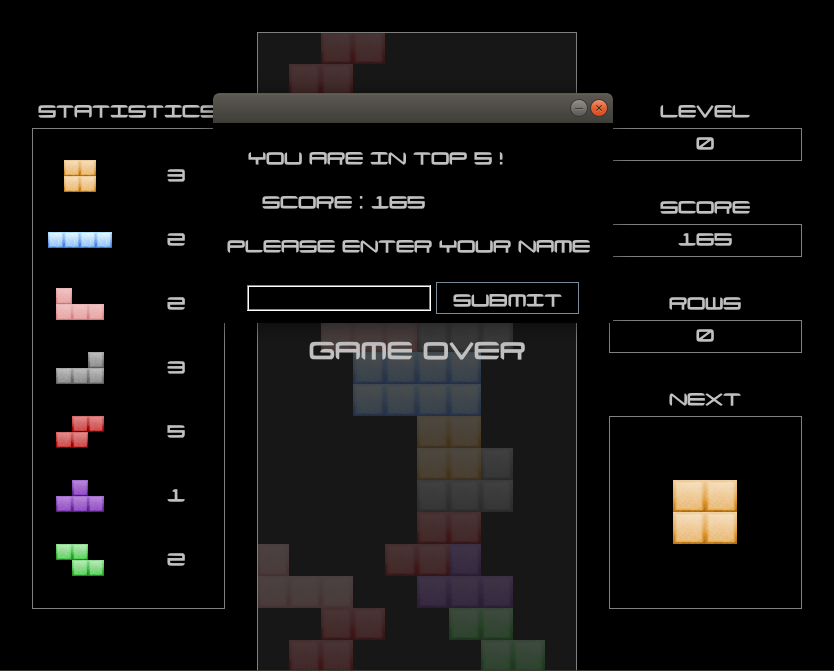 STATISTICS
3
2
2
3
5
1
2
YOU ARE IN TOP 5 !
SCORE : 165
PLEASE ENTER YOUR NAME
SUBMIT
GAME OVER
LEVEL
0
SCORE
165
ROWS
0
NEXT